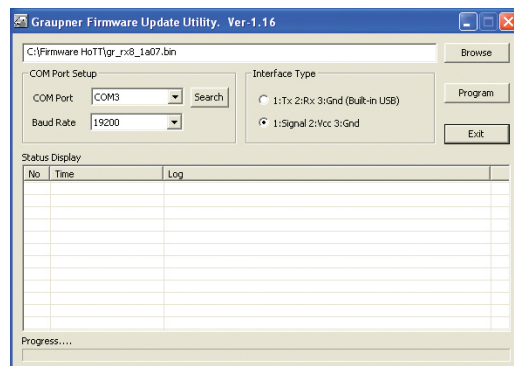 Graupner Firmware Update Utility. Ver-1.16
C:\Firmware HoTT\gr_rx8_1a07.bin
Browse
COM Port Setup
COM Port COM3 Search
Baud Rate 19200
Interface Type
1:Tx 2:Rx 3:Gnd (Built-in USB)
1:Signal 2:Vcc 3:Gnd
Program
Exit
Status Display
No Time Log
Progress....